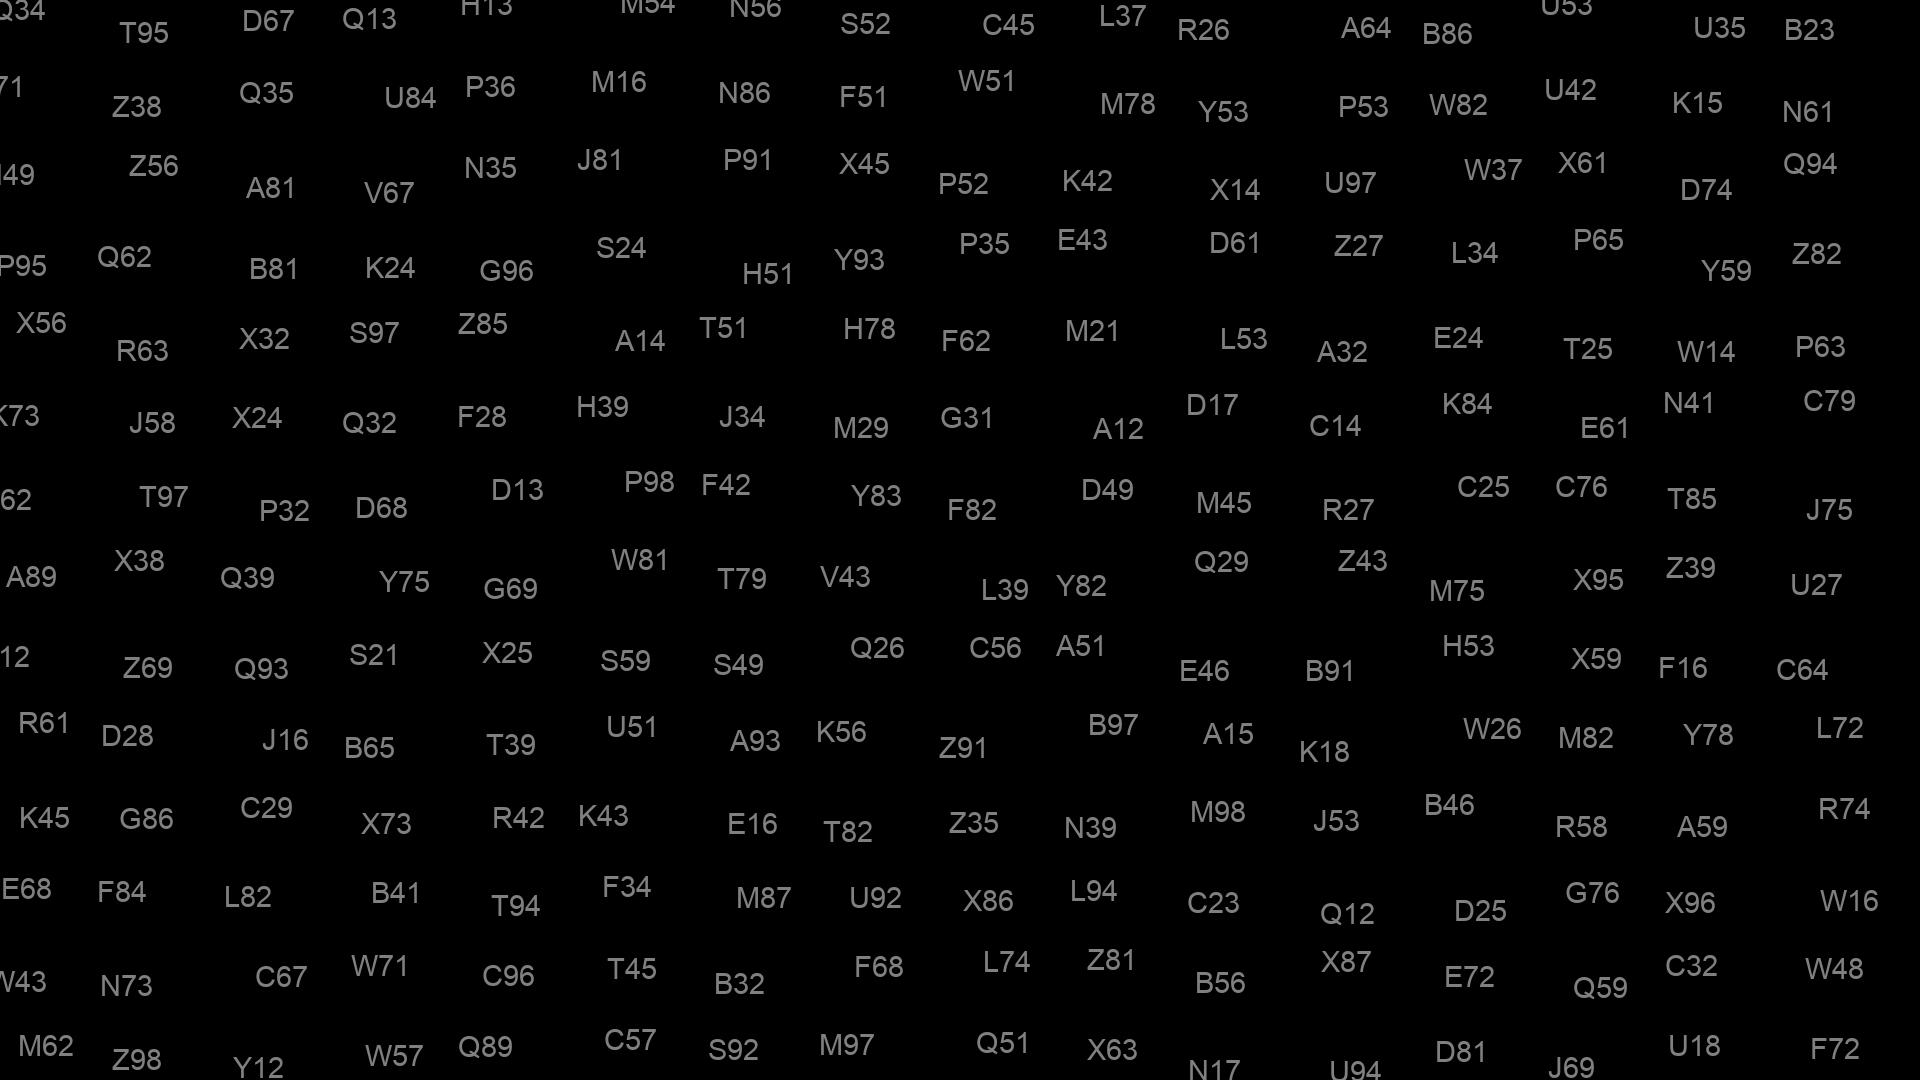 Q34 T95 D67 Q13 H13 M54 N56 S52 C45 L37 R26 A64 B86 U53 U35 B23
71 Z38 Q35 U84 P36 M16 N86 F51 W51 M78 Y53 P53 W82 U42 K15 N61
49 Z56 A81 V67 N35 J81 P91 X45 P52 K42 X14 U97 W37 X61 D74 Q94
P95 Q62 B81 K24 G96 S24 H51 Y93 P35 E43 D61 Z27 L34 P65 Y59 Z82
X56 R63 X32 S97 Z85 A14 T51 H78 F62 M21 L53 A32 E24 T25 W14 P63
K73 J58 X24 Q32 F28 H39 J34 M29 G31 A12 D17 C14 K84 E61 N41 C79
62 T97 P32 D68 D13 P98 F42 Y83 F82 D49 M45 R27 C25 C76 T85 J75
A89 X38 Q39 Y75 G69 W81 T79 V43 L39 Y82 Q29 Z43 M75 X95 Z39 U27
12 Z69 Q93 S21 X25 S59 S49 Q26 C56 A51 E46 B91 H53 X59 F16 C64
R61 D28 J16 B65 T39 U51 A93 K56 Z91 B97 A15 K18 W26 M82 Y78 L72
K45 G86 C29 X73 R42 K43 E16 T82 Z35 N39 M98 J53 B46 R58 A59 R74
E68 F84 L82 B41 T94 F34 M87 U92 X86 L94 C23 Q12 D25 G76 X96 W16
W43 N73 C67 W71 C96 T45 B32 F68 L74 Z81 B56 X87 E72 Q59 C32 W48
M62 Z98 Y12 W57 Q89 C57 S92 M97 Q51 X63 N17 U94 D81 J69 U18 F72